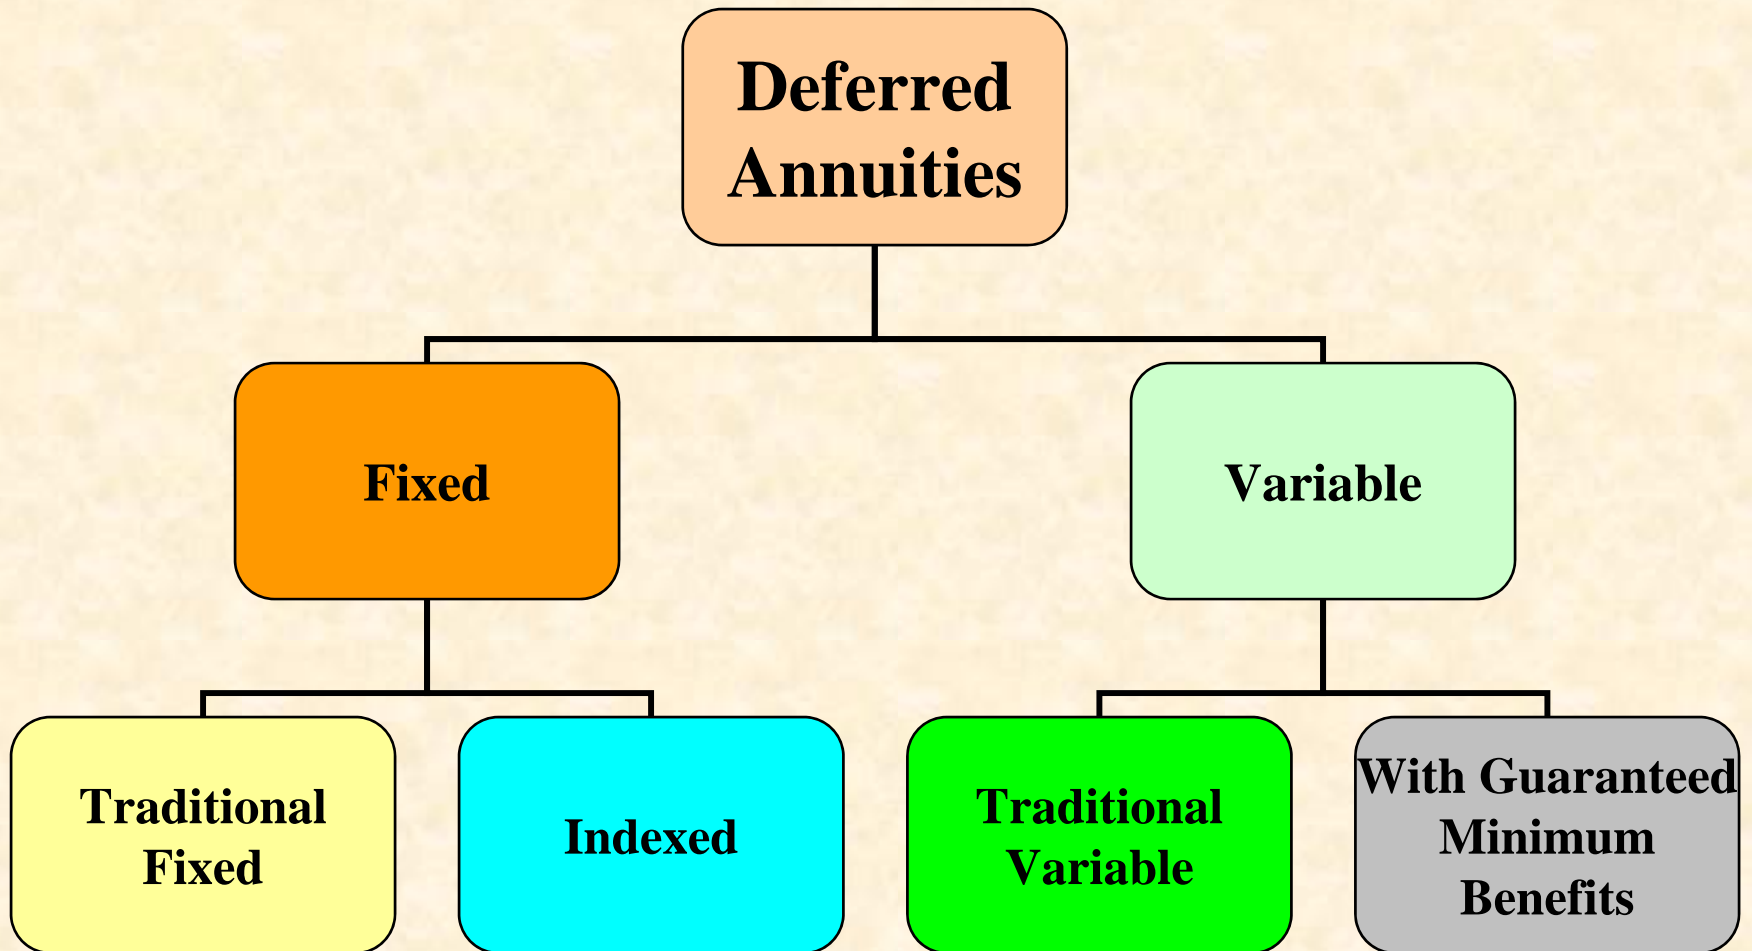 Deferred
Annuities
Fixed
Variable
Traditional
Fixed
Indexed
Traditional
Variable
With Guaranteed
Minimum
Benefits